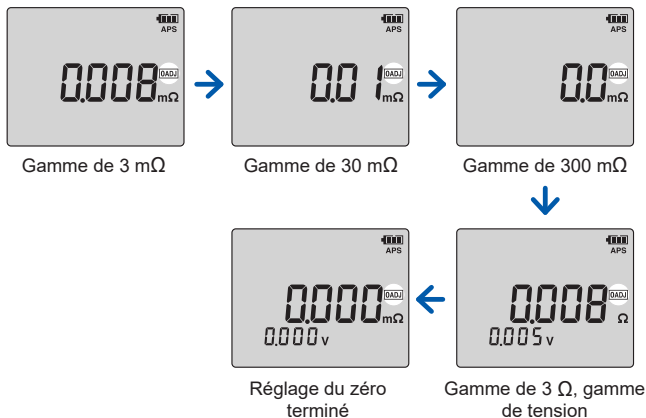 APS
0.008 0ADJ mΩ
Gamme de 3 mΩ
APS
0.01 0ADJ mΩ
Gamme de 30 mΩ
APS
0.0 0ADJ mΩ
Gamme de 300 mΩ
APS
0.008 0ADJ Ω
0.005 v
Gamme de 3 Ω, gamme
de tension
APS
0.000 0ADJ mΩ
0.000 v
Réglage du zéro
terminé